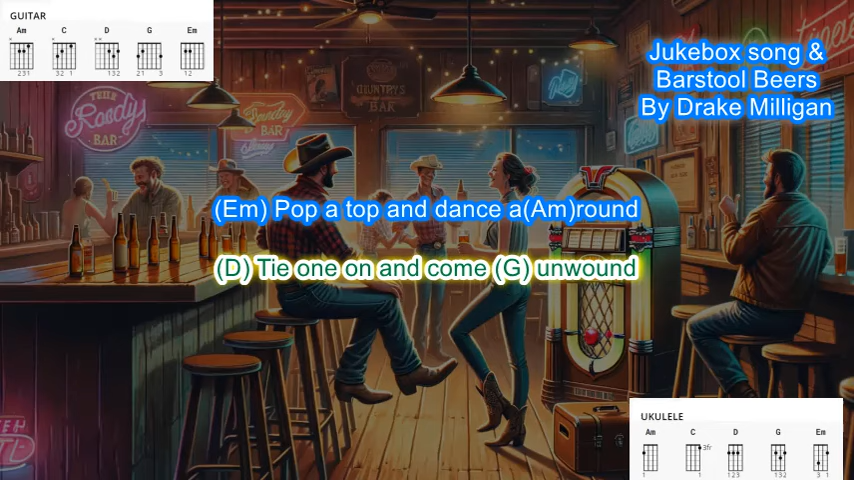 GUITAR
Am C D G Em
× × ××
231 32 1 132 21 3 12
Jukebox song &
Barstool Beers
By Drake Milligan
Roadys
BAR
BAR
(Em) Pop a top and dance a(Am)round
(D) Tie one on and come (G) unwound
UKULELE
Am C D G Em
3fr
1 1 123 132 3 1